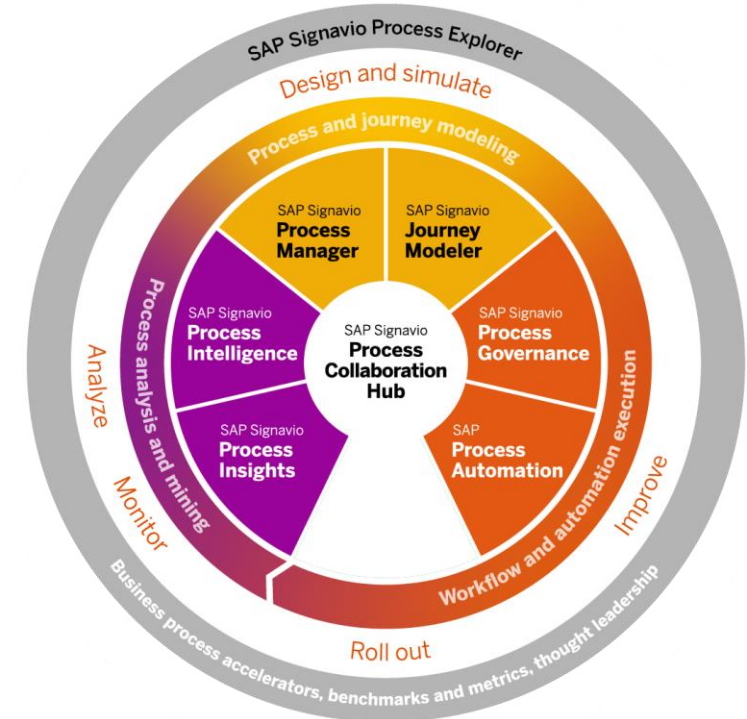 SAP Signavio Process Explorer
Design and simulate
Process and journey modeling
SAP Signavio
Process
Manager
SAP Signavio
Journey
Modeler
SAP Signavio
Process
Intelligence
SAP Signavio
Process
Collaboration
Hub
SAP Signavio
Process
Governance
SAP Signavio
Process
Insights
SAP
Process
Automation
Process analysis and mining
Workflow and automation execution
Analyze
Monitor
Improve
Roll out
Business process accelerators, benchmarks and metrics, thought leadership